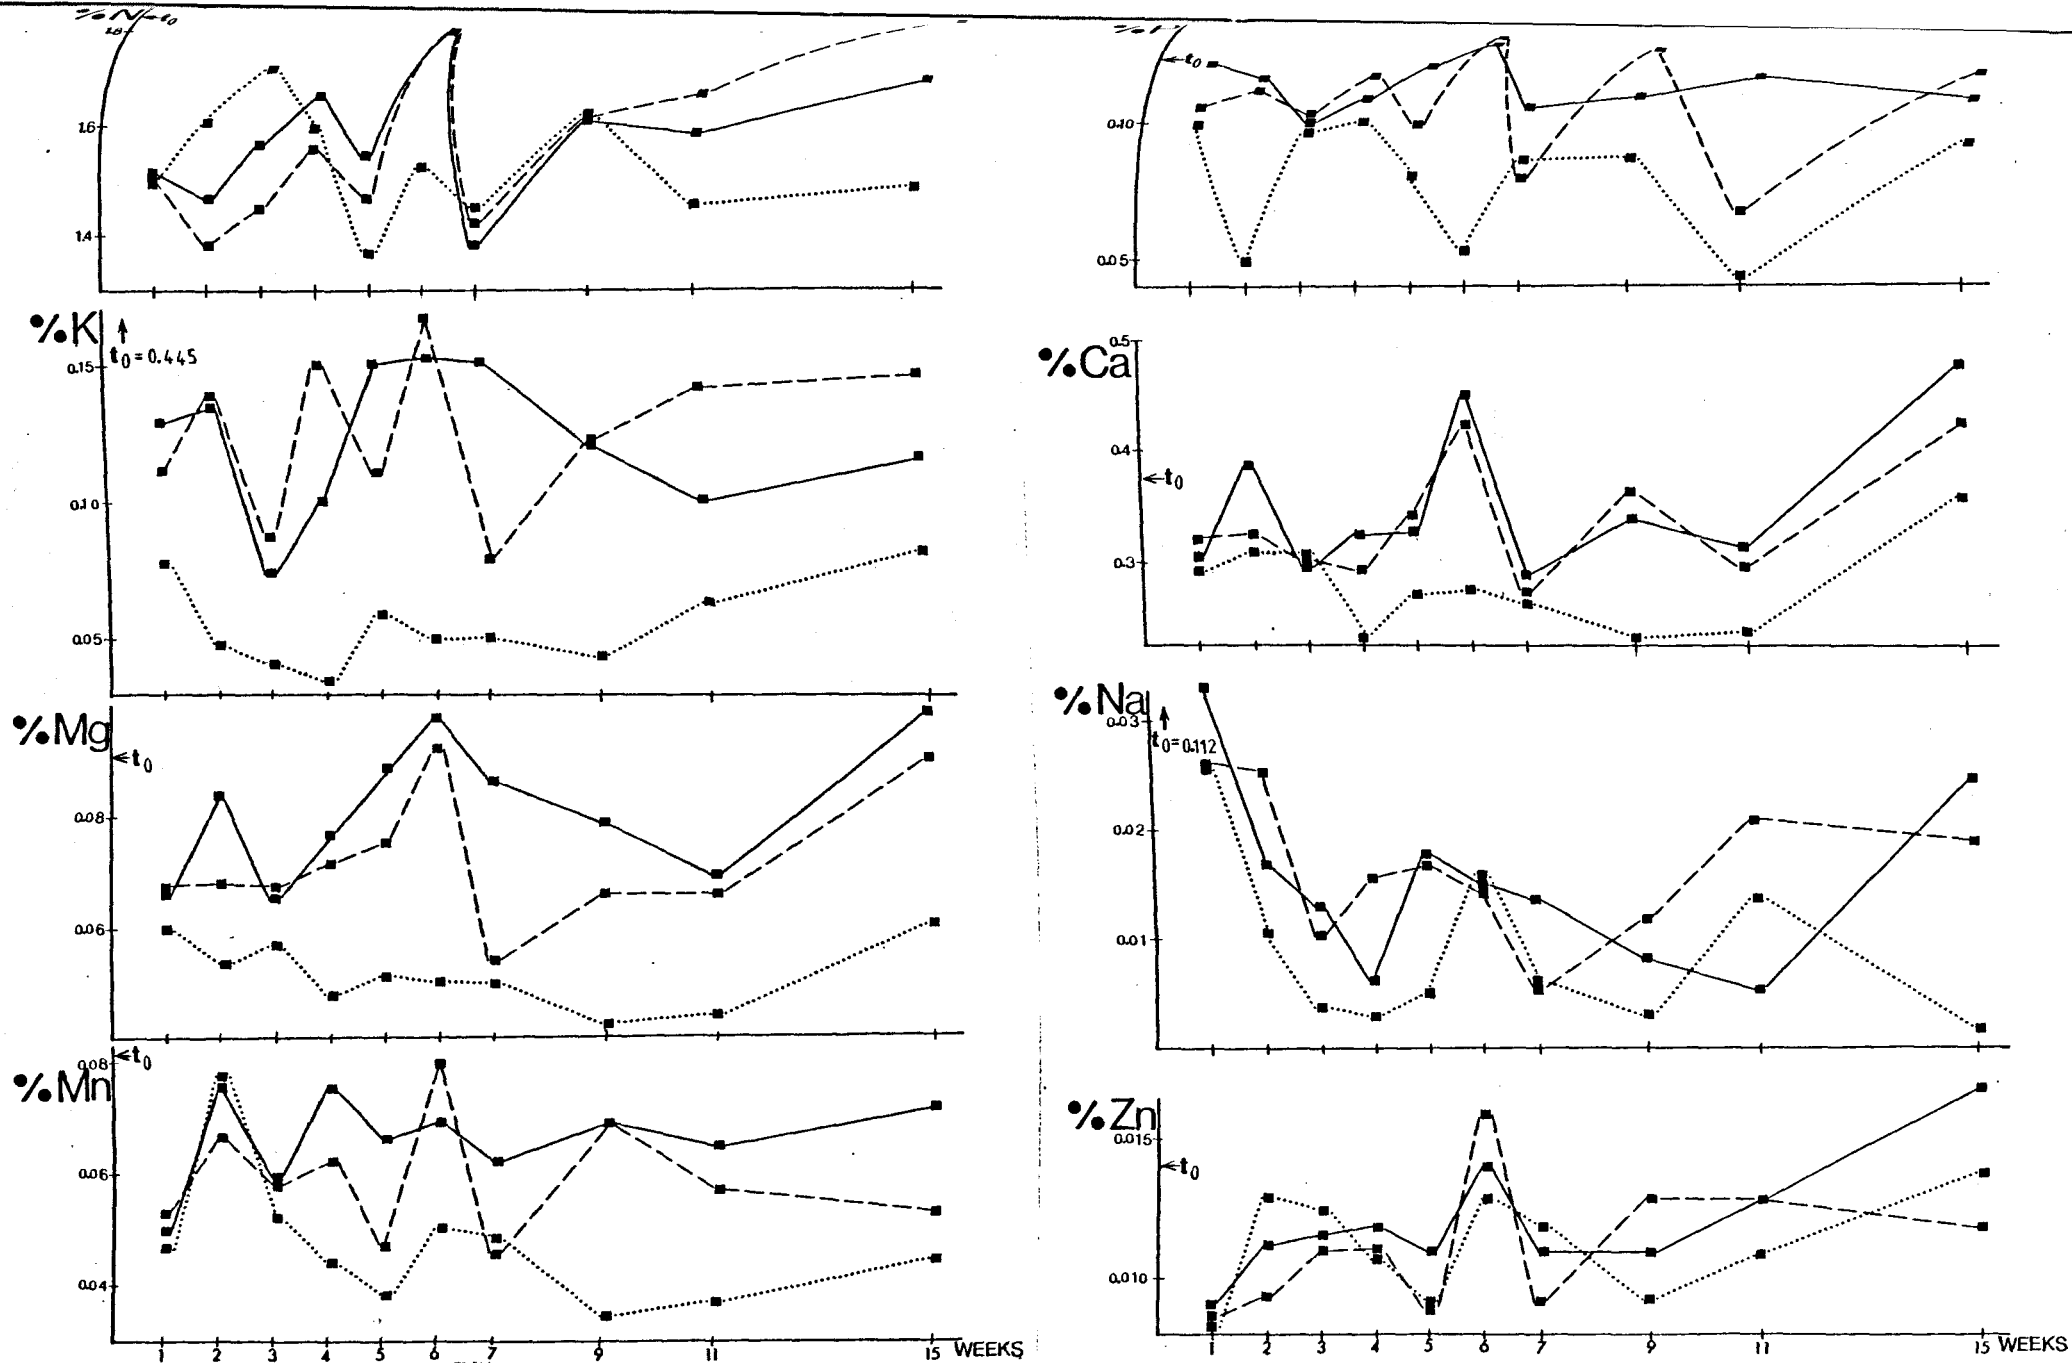 %N
t₀
1.8
1.6
1.4
t₀
0.10
0.05
%K
t₀ = 0.445
0.15
0.10
0.05
%Ca
0.5
0.4
t₀
0.3
%Mg
t₀
0.08
0.06
%Na
0.03
t₀=0.112
0.02
0.01
%Mn
0.08
t₀
0.06
0.04
1 2 3 4 5 6 7 9 11 15 WEEKS
%Zn
0.015
t₀
0.010
1 2 3 4 5 6 7 9 11 15 WEEKS